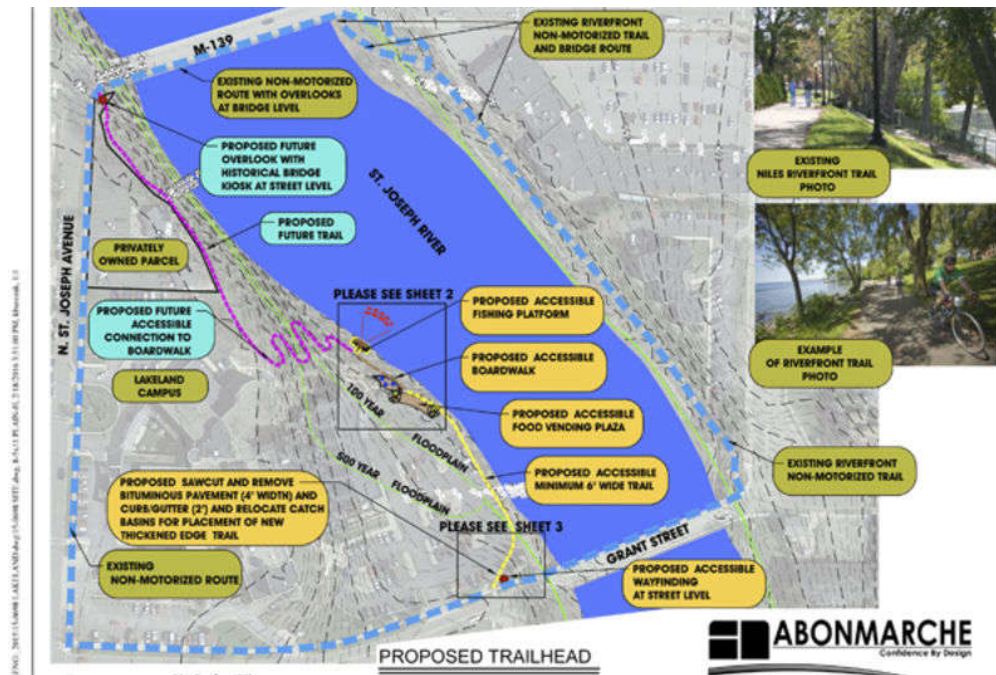 M-139
EXISTING NON-MOTORIZED
ROUTE WITH OVERLOOKS
AT BRIDGE LEVEL
EXISTING RIVERFRONT
NON-MOTORIZED TRAIL
AND BRIDGE ROUTE
PROPOSED FUTURE
OVERLOOK WITH
HISTORICAL BRIDGE
KIOSK AT STREET LEVEL
ST. JOSEPH RIVER
EXISTING
NILES RIVERFRONT TRAIL
PHOTO
PROPOSED
FUTURE TRAIL
N. ST. JOSEPH AVENUE
PRIVATELY
OWNED PARCEL
PLEASE SEE SHEET 2
PROPOSED ACCESSIBLE
FISHING PLATFORM
PROPOSED FUTURE
ACCESSIBLE
CONNECTION TO
BOARDWALK
PROPOSED ACCESSIBLE
BOARDWALK
EXAMPLE
OF RIVERFRONT TRAIL
PHOTO
LAKELAND
CAMPUS
100 YEAR
FLOODPLAIN
PROPOSED ACCESSIBLE
FOOD VENDING PLAZA
500 YEAR
FLOODPLAIN
PROPOSED ACCESSIBLE
MINIMUM 6' WIDE TRAIL
EXISTING RIVERFRONT
NON-MOTORIZED TRAIL
PROPOSED SAWCUT AND REMOVE
BITUMINOUS PAVEMENT (4' WIDTH) AND
CURB/GUTTER (2') AND RELOCATE CATCH
BASINS FOR PLACEMENT OF NEW
THICKENED EDGE TRAIL
PLEASE SEE SHEET 3
GRANT STREET
EXISTING
NON-MOTORIZED ROUTE
PROPOSED ACCESSIBLE
WAYFINDING
AT STREET LEVEL
PROPOSED TRAILHEAD
ABONMARCHE
Confidence By Design